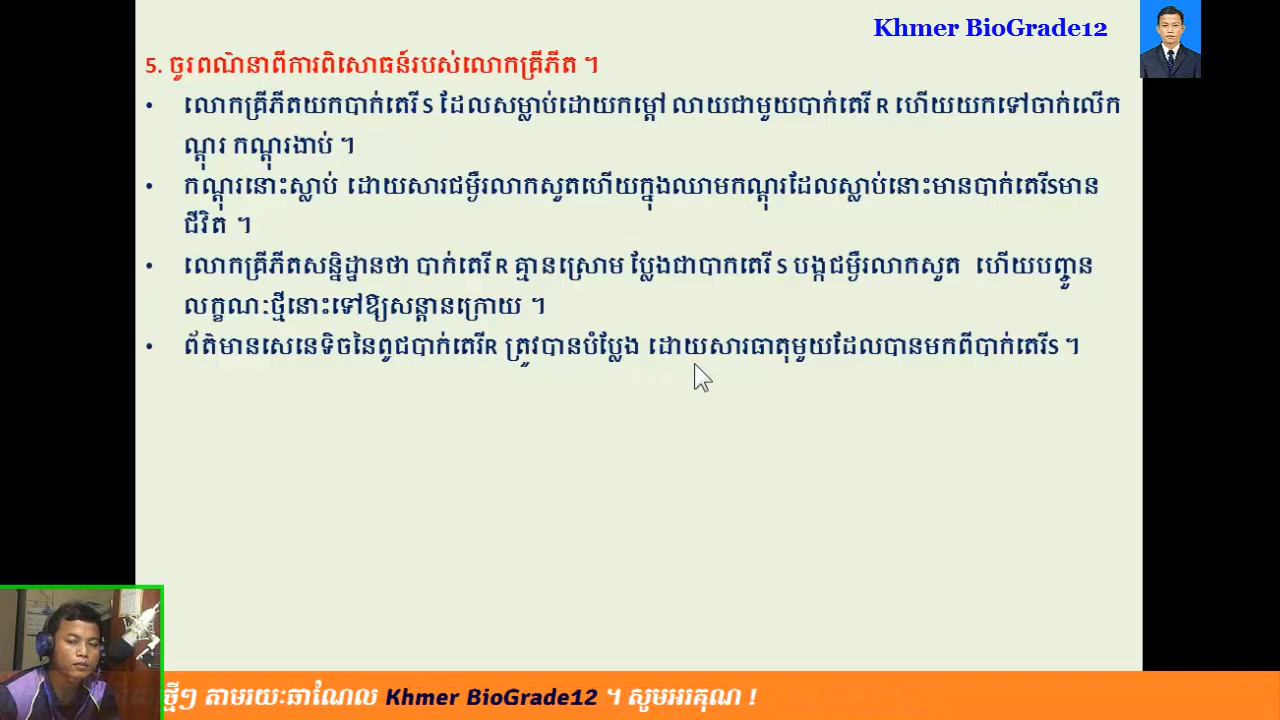 Khmer BioGrade12
5. ចូរពណ៌នាពីការពិសោធន៍របស់លោកគ្រីភីត ។
• លោកគ្រីភីតយកបាក់តេរី S ដែលសម្លាប់ដោយកម្ដៅ លាយជាមួយបាក់តេរី R ហើយយកទៅចាក់លើក
ណ្ដុរ កណ្ដុរងាប់ ។
• កណ្ដុរនោះស្លាប់ ដោយសារជម្ងឺរលាកសួតហើយក្នុងឈាមកណ្ដុរដែលស្លាប់នោះមានបាក់តេរីSមាន
ជីវិត ។
• លោកគ្រីភីតសន្និដ្ឋានថា បាក់តេរី R គ្មានស្រោម ប្លែងជាបាកតេរី S បង្កជម្ងឺរលាកសួត ហើយបញ្ជូន
លក្ខណៈថ្មីនោះទៅឱ្យសន្តានក្រោយ ។
• ព័ត៌មានសេនេទិចនៃពូជបាក់តេរីR ត្រូវបានបំប្លែង ដោយសារធាតុមួយដែលបានមកពីបាក់តេរីS ។
ថ្មីៗ តាមរយៈឆាណែល Khmer BioGrade12 ។ សូមអរគុណ !